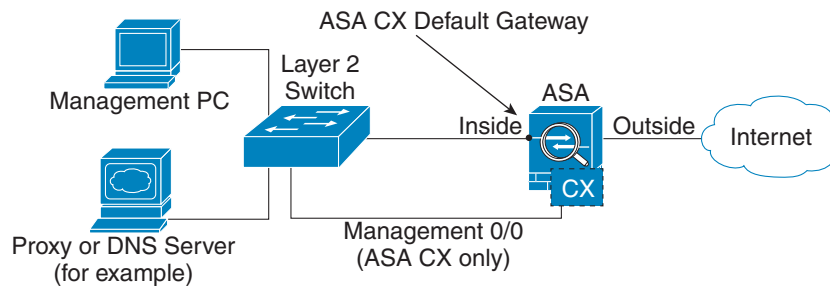 ASA CX Default Gateway
Management PC
Layer 2
Switch
ASA
Inside
Outside
Internet
CX
Proxy or DNS Server
(for example)
Management 0/0
(ASA CX only)